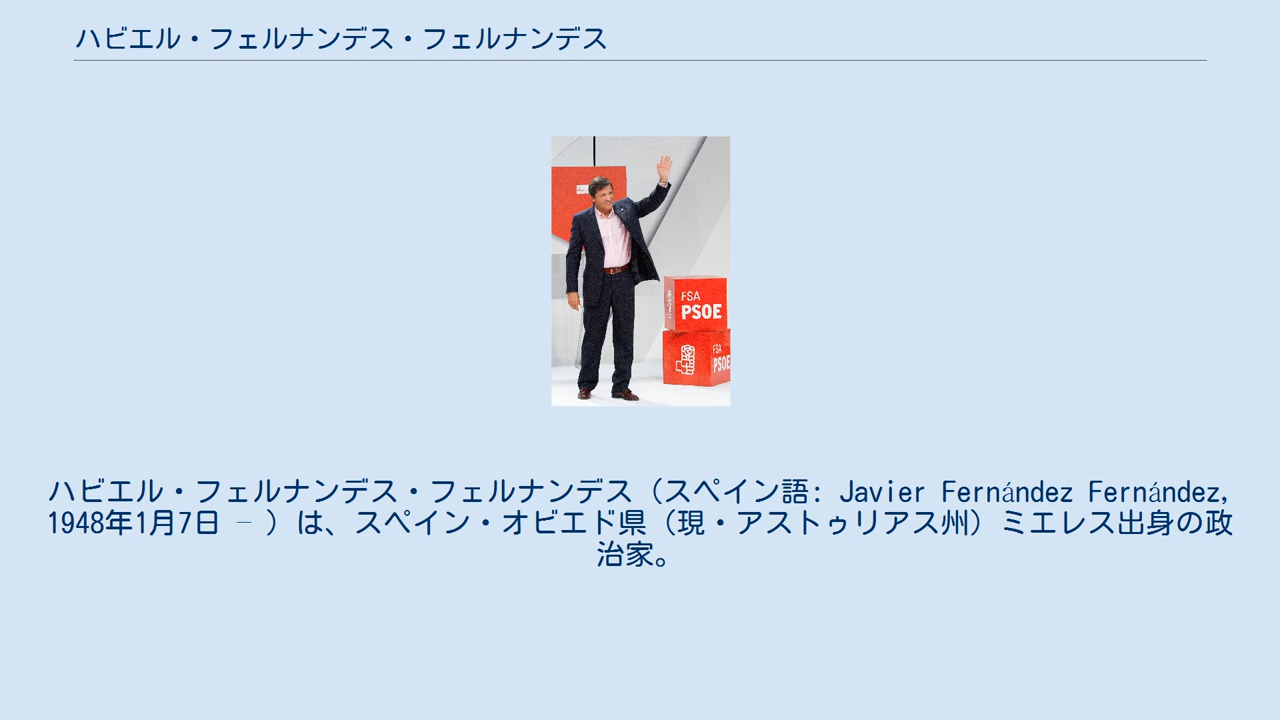 ハビエル・フェルナンデス・フェルナンデス
FSA
PSOE
FSA
PSOE
ハビエル・フェルナンデス・フェルナンデス（スペイン語: Javier Fernández Fernández,
1948年1月7日 – ）は、スペイン・オビエド県（現・アストゥリアス州）ミエレス出身の政
治家。